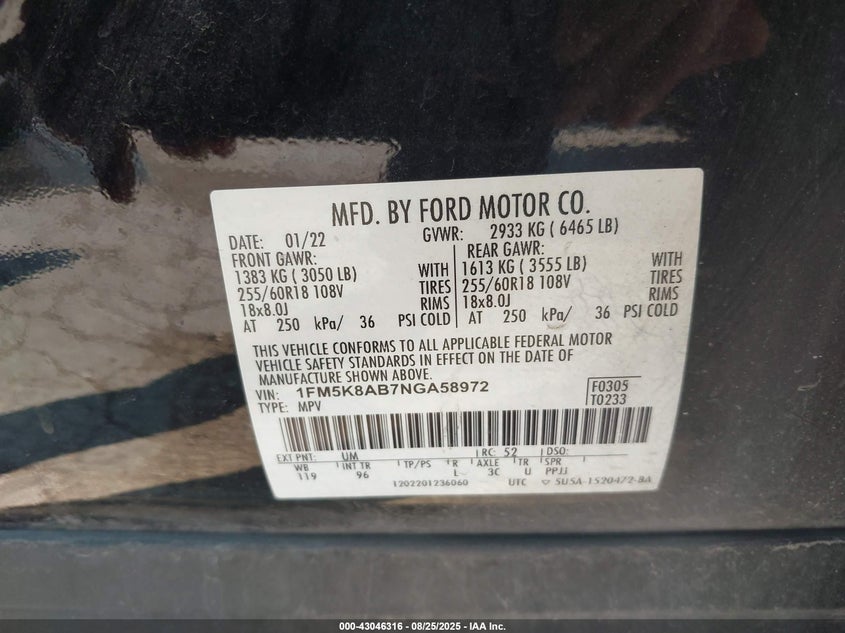 MFD. BY FORD MOTOR CO.
DATE: 01/22 GVWR: 2933 KG ( 6465 LB)
FRONT GAWR: REAR GAWR:
1383 KG ( 3050 LB) WITH 1613 KG ( 3555 LB) WITH
255/60R18 108V TIRES 255/60R18 108V TIRES
18x8.0J RIMS 18x8.0J RIMS
AT 250 kPa/ 36 PSI COLD AT 250 kPa/ 36 PSI COLD
THIS VEHICLE CONFORMS TO ALL APPLICABLE FEDERAL MOTOR
VEHICLE SAFETY STANDARDS IN EFFECT ON THE DATE OF
MANUFACTURE SHOWN ABOVE.
VIN: 1FM5K8AB7NGA58972 F0305
TYPE: MPV T0233
EXT PNT: UM RC: 52 DSO:
WB INT TR TP/PS R AXLE TR SPR
119 96 L 3C U PPJJ
1202201236060 UTC ▽ 5U5A-1520472-BA
000-43046316 - 08/25/2025 - IAA Inc.